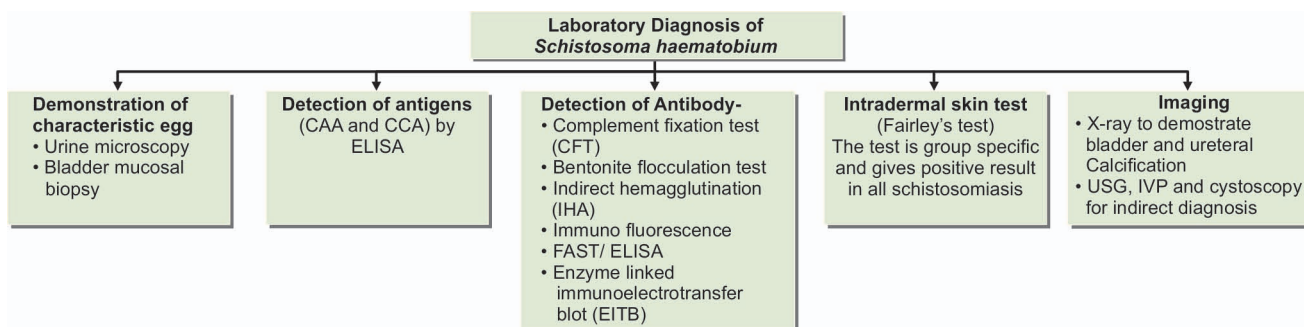 Laboratory Diagnosis of
Schistosoma haematobium
Demonstration of
characteristic egg
• Urine microscopy
• Bladder mucosal
biopsy
Detection of antigens
(CAA and CCA) by
ELISA
Detection of Antibody-
• Complement fixation test
(CFT)
• Bentonite flocculation test
• Indirect hemagglutination
(IHA)
• Immuno fluorescence
• FAST/ ELISA
• Enzyme linked
immunoelectrotransfer
blot (EITB)
Intradermal skin test
(Fairley's test)
The test is group specific
and gives positive result
in all schistosomiasis
Imaging
• X-ray to demostrate
bladder and ureteral
Calcification
• USG, IVP and cystoscopy
for indirect diagnosis